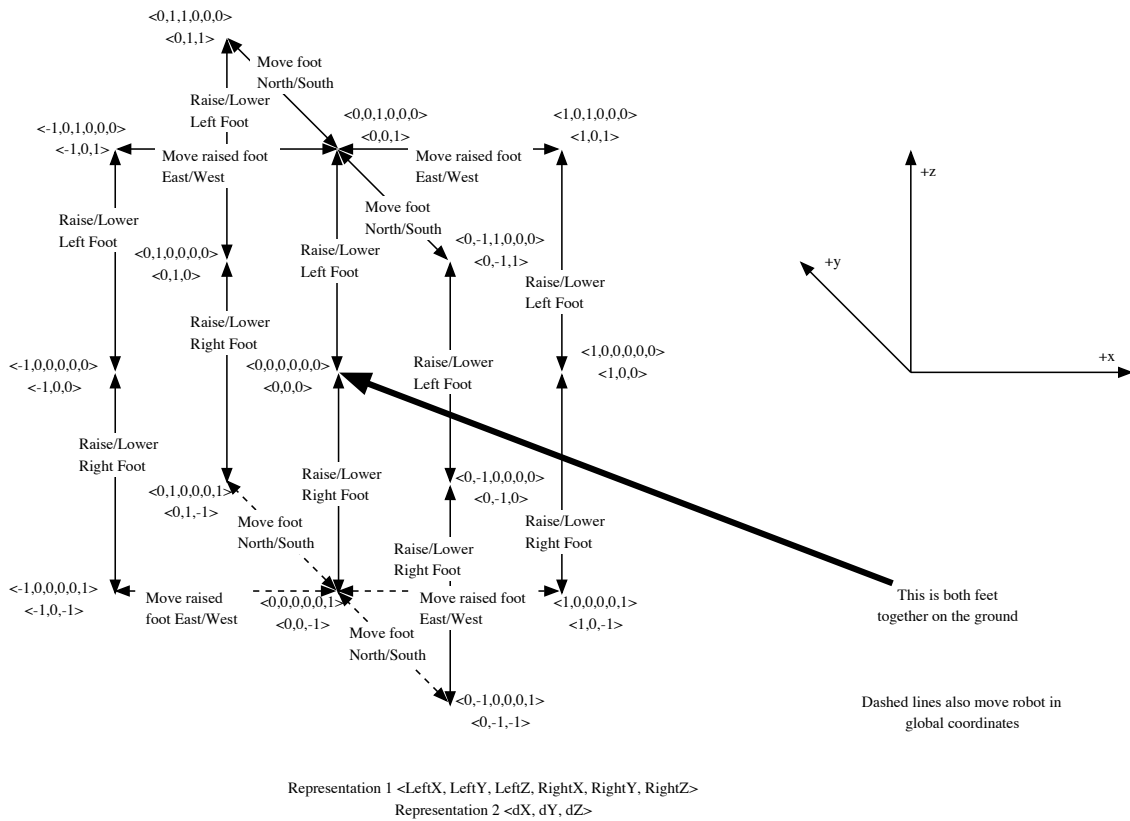 <0,1,1,0,0,0>
<0,1,1>
Move foot
North/South
Raise/Lower
Left Foot
<-1,0,1,0,0,0>
<-1,0,1>
<0,0,1,0,0,0>
<0,0,1>
<1,0,1,0,0,0>
<1,0,1>
Move raised foot
East/West
Move raised foot
East/West
+z
Raise/Lower
Left Foot
Move foot
North/South
<0,1,0,0,0,0>
<0,1,0>
Raise/Lower
Left Foot
<0,-1,1,0,0,0>
<0,-1,1>
+y
Raise/Lower
Left Foot
Raise/Lower
Right Foot
<-1,0,0,0,0,0>
<-1,0,0>
<0,0,0,0,0,0>
<0,0,0>
Raise/Lower
Left Foot
<1,0,0,0,0,0>
<1,0,0>
+x
Raise/Lower
Right Foot
Raise/Lower
Right Foot
<0,1,0,0,0,1>
<0,1,-1>
<0,-1,0,0,0,0>
<0,-1,0>
Move foot
North/South
Raise/Lower
Right Foot
Raise/Lower
Right Foot
<-1,0,0,0,0,1>
<-1,0,-1>
Move raised
foot East/West
<0,0,0,0,0,1>
<0,0,-1>
Move raised foot
East/West
<1,0,0,0,0,1>
<1,0,-1>
This is both feet
together on the ground
Move foot
North/South
<0,-1,0,0,0,1>
<0,-1,-1>
Dashed lines also move robot in
global coordinates
Representation 1 <LeftX, LeftY, LeftZ, RightX, RightY, RightZ>
Representation 2 <dX, dY, dZ>